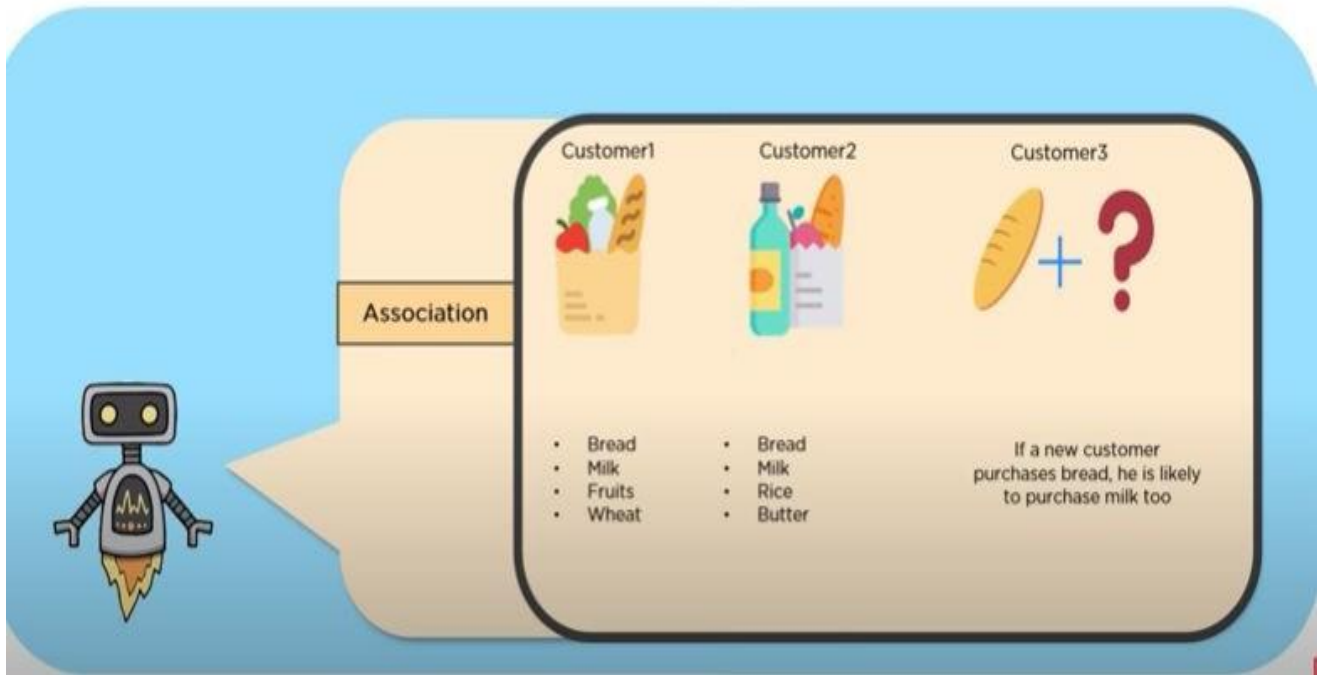 Customer1
Customer2
Customer3
Association
• Bread
• Milk
• Fruits
• Wheat
• Bread
• Milk
• Rice
• Butter
If a new customer
purchases bread, he is likely
to purchase milk too